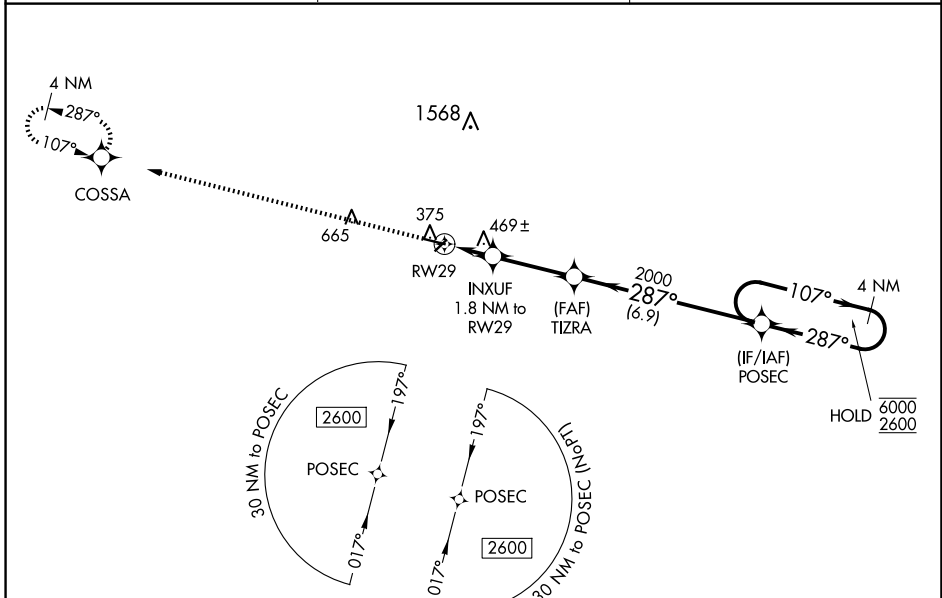 4 NM
287°
107°
COSSA
1568
665
375
RW29
469±
INXUF
1.8 NM to
RW29
(FAF)
TIZRA
2000
287°
(6.9)
107°
4 NM
287°
(IF/IAF)
POSEC
HOLD
6000
2600
30 NM to POSEC
2600
197°
POSEC
017°
197°
POSEC
2600
017°
30 NM to POSEC (NoPT)